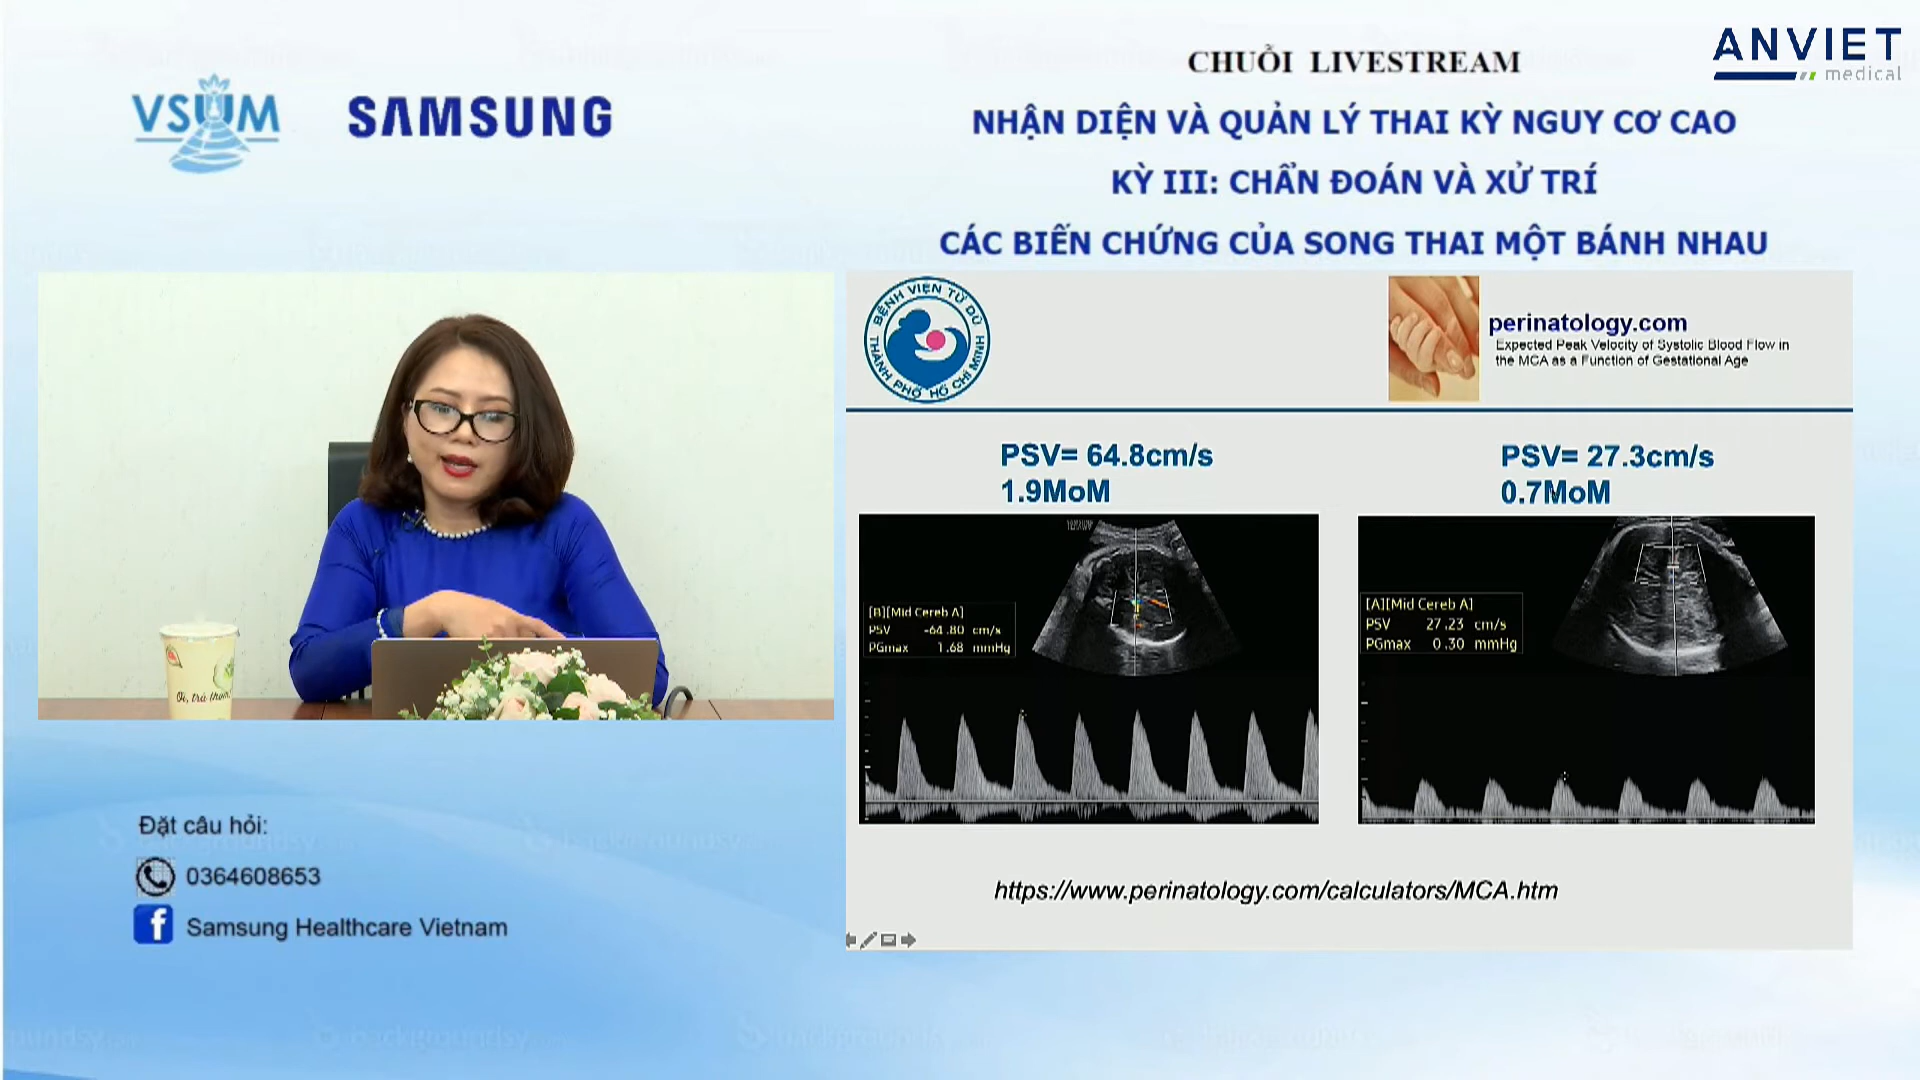 ANVIET
medical
VSUM
SAMSUNG
CHUỖI LIVESTREAM
NHẬN DIỆN VÀ QUẢN LÝ THAI KỲ NGUY CƠ CAO
KỲ III: CHẨN ĐOÁN VÀ XỬ TRÍ
CÁC BIẾN CHỨNG CỦA SONG THAI MỘT BÁNH NHAU
BỆNH VIỆN TỪ DŨ
THÀNH PHỐ HỒ CHÍ MINH
perinatology.com
Expected Peak Velocity of Systolic Blood Flow in
the MCA as a Function of Gestational Age
PSV= 64.8cm/s
1.9MoM
PSV= 27.3cm/s
0.7MoM
[B][Mid Cereb A]
PSV -64.80 cm/s
PGmax 1.68 mmHg
[A][Mid Cereb A]
PSV 27.23 cm/s
PGmax 0.30 mmHg
https://www.perinatology.com/calculators/MCA.htm
Đặt câu hỏi:
0364608653
f Samsung Healthcare Vietnam